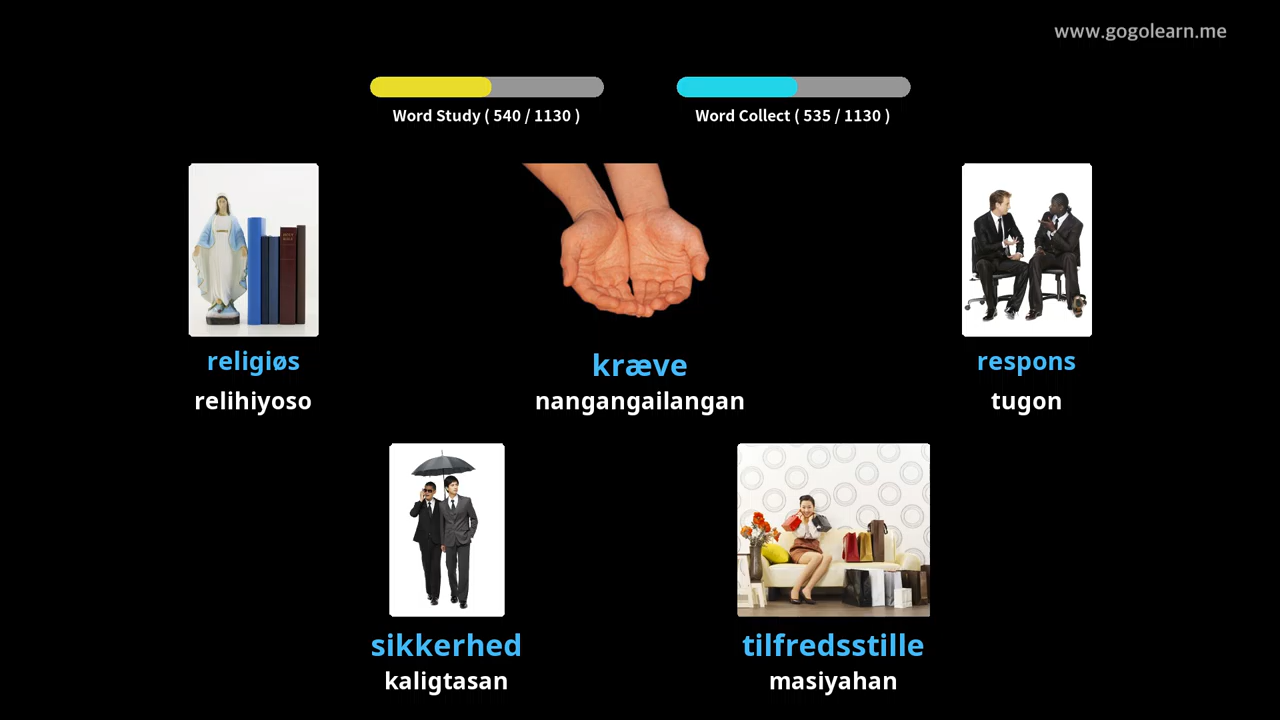 www.gogolearn.me
Word Study ( 540 / 1130 )
Word Collect ( 535 / 1130 )
religiøs
relihiyoso
kræve
nangangailangan
respons
tugon
sikkerhed
kaligtasan
tilfredsstille
masiyahan